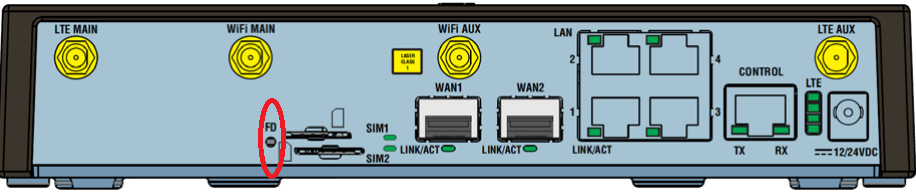 LTE MAIN
WiFi MAIN
WiFi AUX
LAN
LTE AUX
LASER
CLASS
1
2
4
CONTROL
LTE
WAN1
WAN2
1
3
FD
SIM1
SIM2
LINK/ACT
LINK/ACT
LINK/ACT
TX
RX
12/24VDC